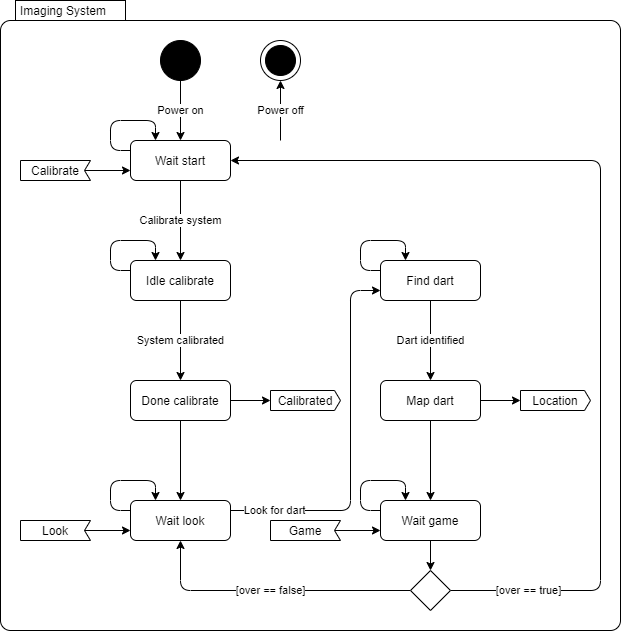 Imaging System
Power on
Power off
Wait start
Calibrate
Calibrate system
Idle calibrate
Find dart
System calibrated
Dart identified
Done calibrate
Calibrated
Map dart
Location
Look for dart
Wait look
Wait game
Look
Game
[over == false]
[over == true]